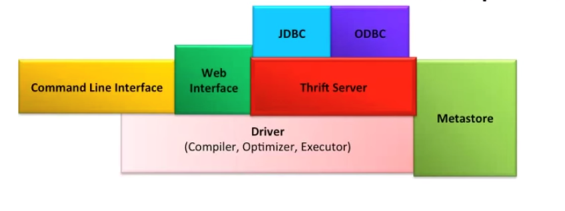 JDBC
ODBC
Command Line Interface
Web
Interface
Thrift Server
Metastore
Driver
(Compiler, Optimizer, Executor)